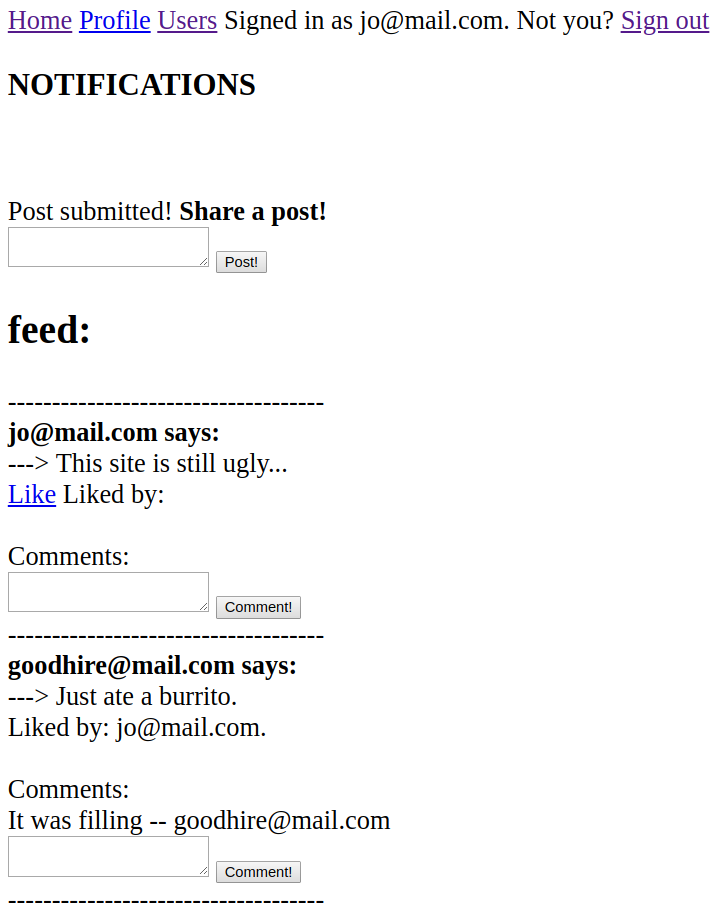 Home Profile Users Signed in as jo@mail.com. Not you? Sign out
NOTIFICATIONS
Post submitted! Share a post!
Post!
feed:
------------------------------------
jo@mail.com says:
---> This site is still ugly...
Like Liked by:
Comments:
Comment!
------------------------------------
goodhire@mail.com says:
---> Just ate a burrito.
Liked by: jo@mail.com.
Comments:
It was filling -- goodhire@mail.com
Comment!
------------------------------------